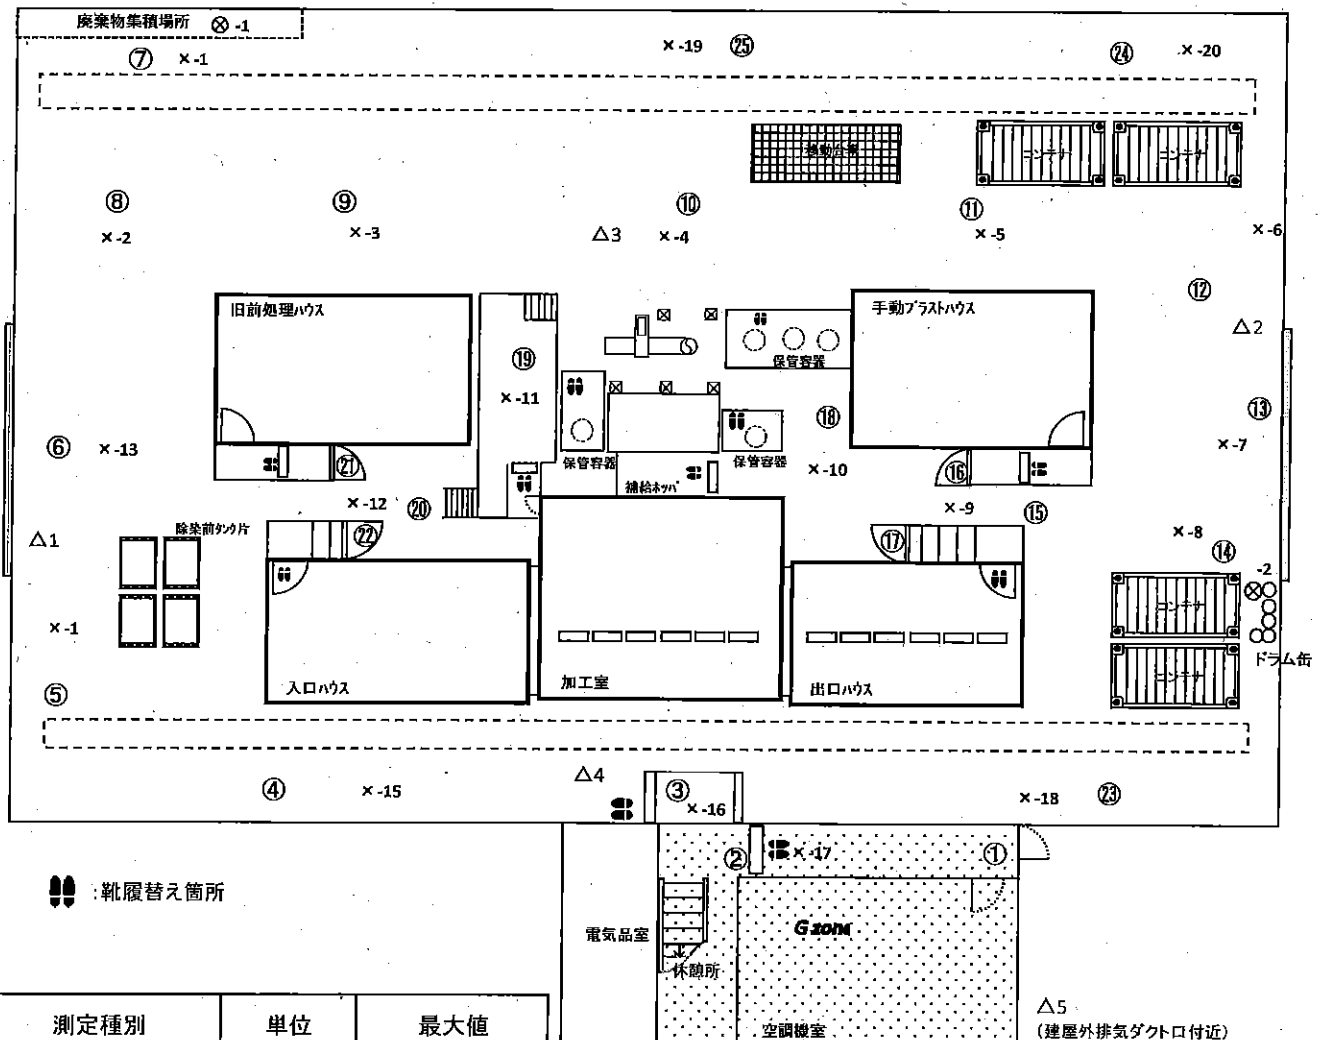 廃棄物集積場所 ⊗ -1
⑦ × -1
× -19 ㉕
㉔ × -20
移動台車
コンテナ コンテナ
⑧
× -2
⑨
× -3
△3
⑩
× -4
⑪
× -5
× -6
⑫
△2
旧前処理ハウス
手動ブラストハウス
⑲
× -11
保管容器
⑱
⑬
× -7
⑥ × -13
㉑
保管容器
保管容器
補給ホッパ
× -10
⑯
× -12 ⑳
× -9 ⑮
△1
除染前タンク片
㉒
⑰
× -8
⑭
-2
⊗
コンテナ
× -1
ドラム缶
コンテナ
⑤
入口ハウス
加工室
出口ハウス
④ × -15
△4
③
× -16
× -18 ㉓
② × -17 ①
:靴履替え箇所
電気品室
G zone
休憩所
測定種別 単位 最大値
空調機室
△5
(建屋外排気ダクト口付近)